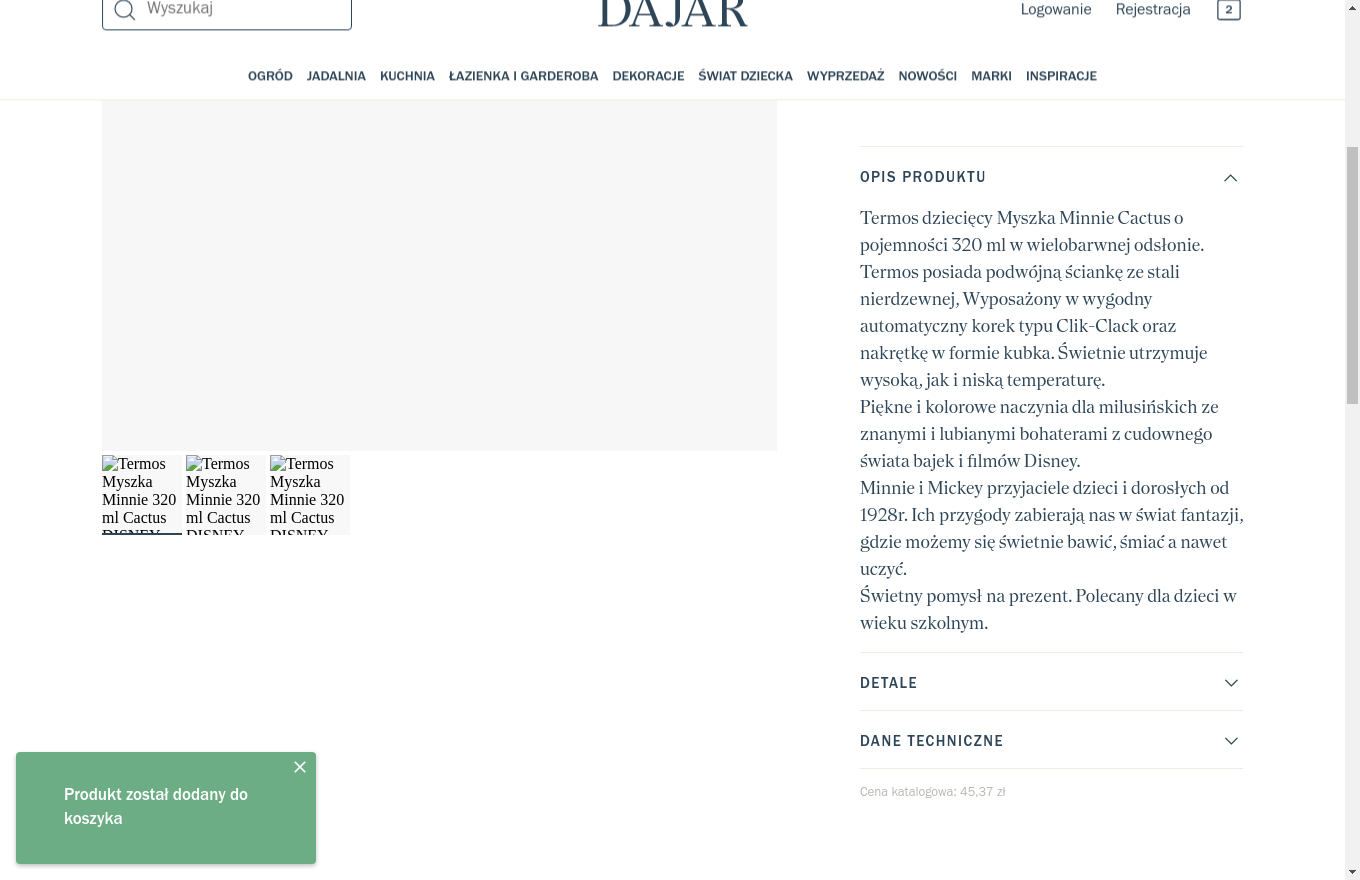 Wyszukaj
DAJAR
Logowanie
Rejestracja
2
OGRÓD
JADALNIA
KUCHNIA
ŁAZIENKA I GARDEROBA
DEKORACJE
ŚWIAT DZIECKA
WYPRZEDAŻ
NOWOŚCI
MARKI
INSPIRACJE
Termos
Myszka
Minnie 320
ml Cactus
DISNEY
Termos
Myszka
Minnie 320
ml Cactus
DISNEY
Termos
Myszka
Minnie 320
ml Cactus
DISNEY
OPIS PRODUKTU
Termos dziecięcy Myszka Minnie Cactus o
pojemności 320 ml w wielobarwnej odsłonie.
Termos posiada podwójną ściankę ze stali
nierdzewnej, Wyposażony w wygodny
automatyczny korek typu Clik-Clack oraz
nakrętkę w formie kubka. Świetnie utrzymuje
wysoką, jak i niską temperaturę.
Piękne i kolorowe naczynia dla milusińskich ze
znanymi i lubianymi bohaterami z cudownego
świata bajek i filmów Disney.
Minnie i Mickey przyjaciele dzieci i dorosłych od
1928r. Ich przygody zabierają nas w świat fantazji,
gdzie możemy się świetnie bawić, śmiać a nawet
uczyć.
Świetny pomysł na prezent. Polecany dla dzieci w
wieku szkolnym.
DETALE
DANE TECHNICZNE
Cena katalogowa: 45,37 zł
Produkt został dodany do
koszyka